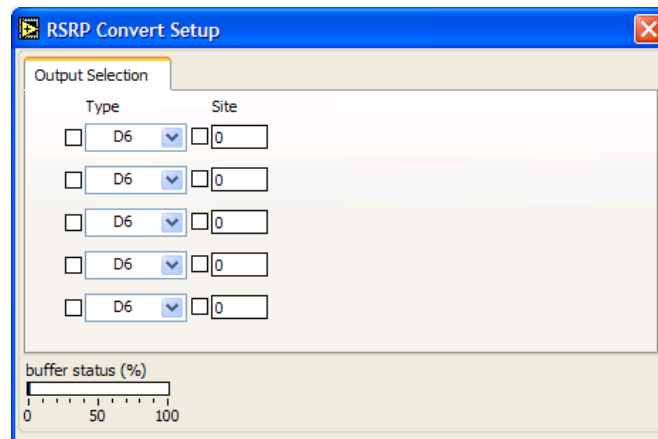 RSRP Convert Setup
Output Selection
Type Site
D6 0
D6 0
D6 0
D6 0
D6 0
buffer status (%)
0 50 100